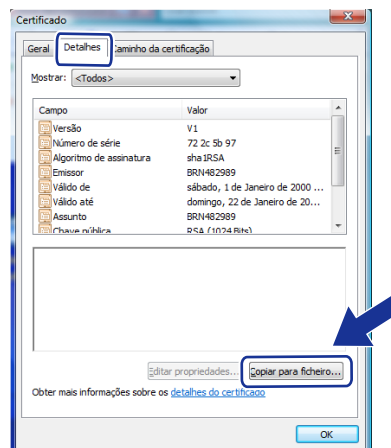 Certificado
Geral Detalhes Caminho da certificação
Mostrar: <Todos>
Campo Valor
Versão V1
Número de série 72 2c 5b 97
Algoritmo de assinatura sha1RSA
Emissor BRN482989
Válido de sábado, 1 de Janeiro de 2000 ...
Válido até domingo, 22 de Janeiro de 20...
Assunto BRN482989
Chave pública RSA (1024 Bits)
Editar propriedades... Copiar para ficheiro...
Obter mais informações sobre os detalhes do certificado
OK